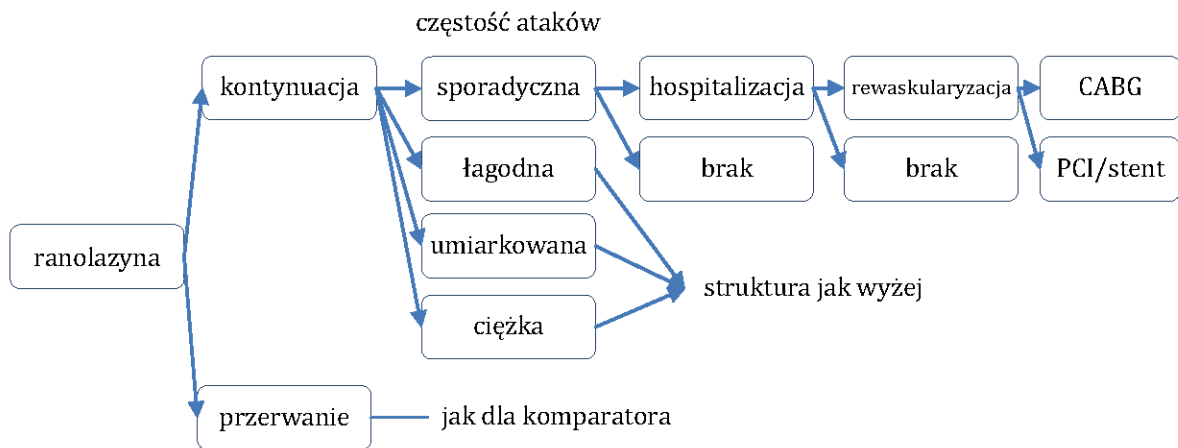 częstość ataków
kontynuacja
sporadyczna
hospitalizacja
rewaskularyzacja
CABG
łagodna
brak
brak
PCI/stent
ranolazyna
umiarkowana
struktura jak wyżej
ciężka
przerwanie
jak dla komparatora